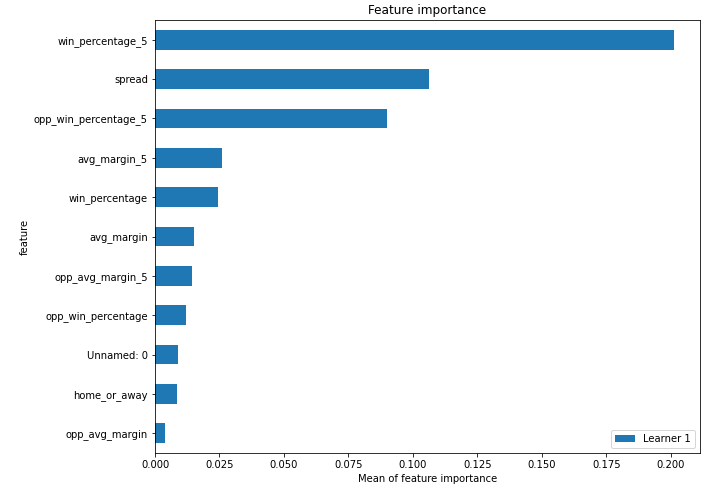 Feature importance
win_percentage_5
spread
opp_win_percentage_5
avg_margin_5
win_percentage
avg_margin
opp_avg_margin_5
opp_win_percentage
Unnamed: 0
home_or_away
opp_avg_margin
feature
Learner 1
0.000 0.025 0.050 0.075 0.100 0.125 0.150 0.175 0.200
Mean of feature importance